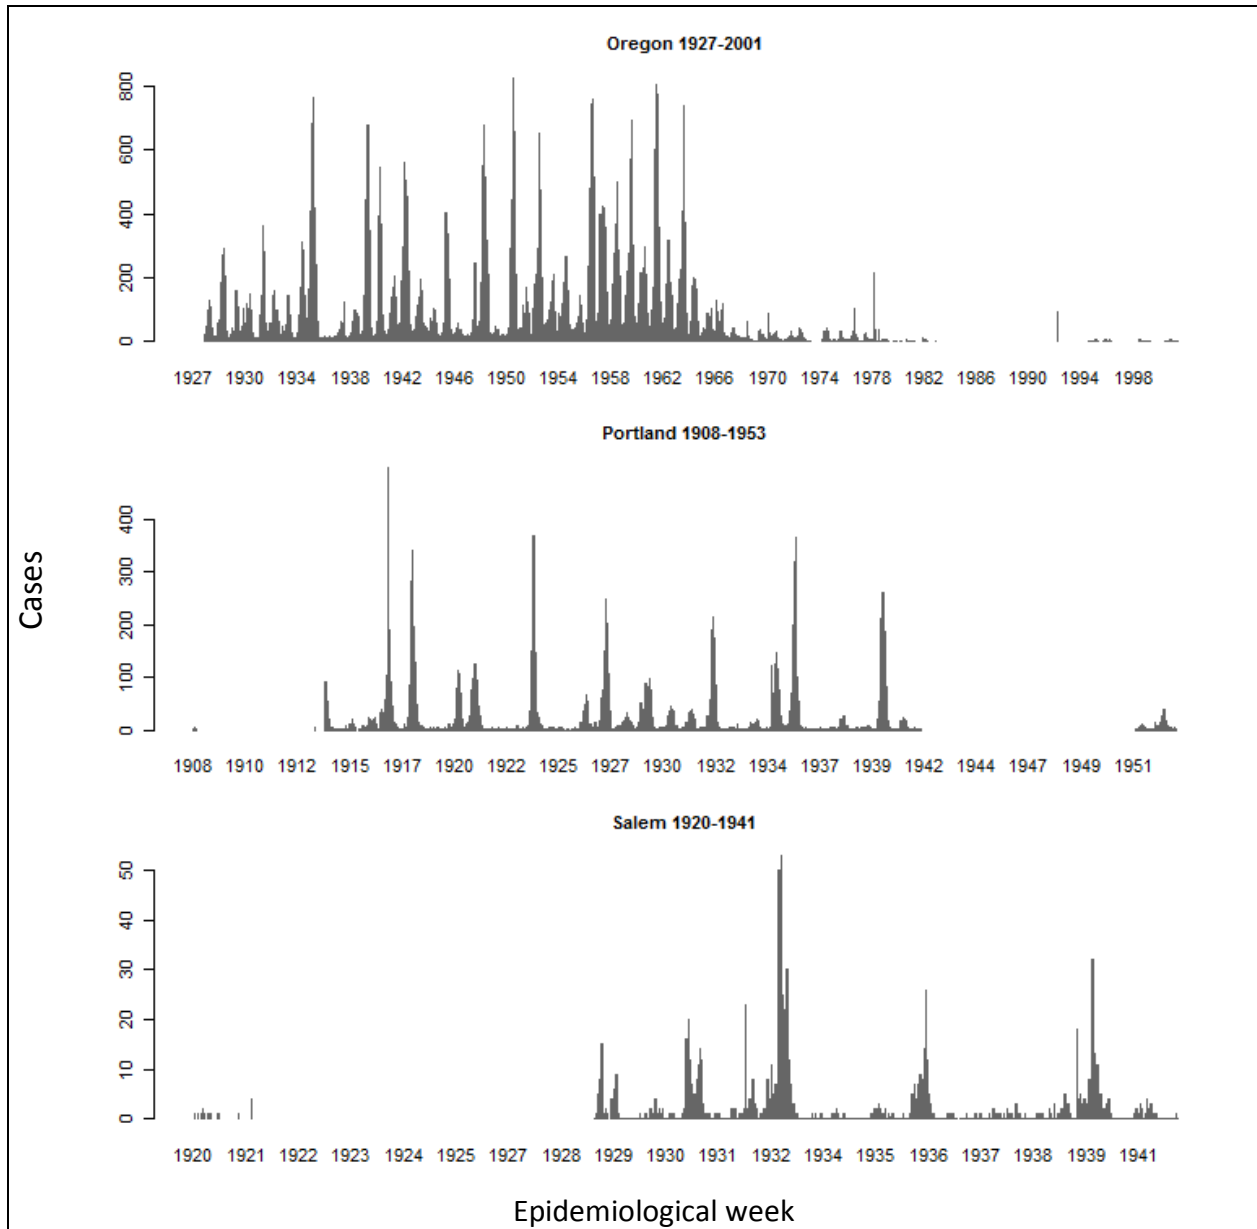 Oregon 1927-2001
800
600
400
200
0
1927 1930 1934 1938 1942 1946 1950 1954 1958 1962 1966 1970 1974 1978 1982 1986 1990 1994 1998
Portland 1908-1953
Cases
400
300
200
100
0
1908 1910 1912 1915 1917 1920 1922 1925 1927 1930 1932 1934 1937 1939 1942 1944 1947 1949 1951
Salem 1920-1941
50
40
30
20
10
0
1920 1921 1922 1923 1924 1925 1927 1928 1929 1930 1931 1932 1934 1935 1936 1937 1938 1939 1941
Epidemiological week